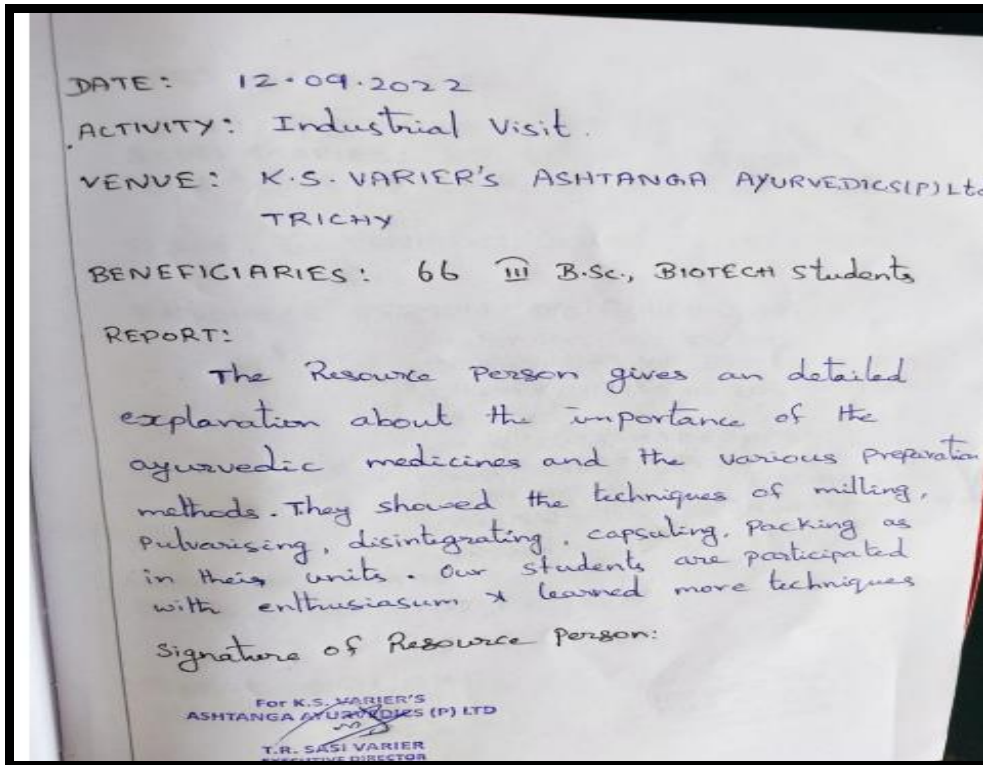 DATE: 12.09.2022
ACTIVITY: Industrial Visit.
VENUE: K.S. VARIER'S ASHTANGA AYURVEDICS(P) Ltd
TRICHY
BENEFICIARIES: 66 III B.Sc., BIOTECH Students
REPORT:
The Resource Person gives an detailed
explanation about the importance of the
ayurvedic medicines and the various preparation
methods. They showed the techniques of milling,
Pulvarising, disintegrating, capsuling, Packing as
in their units. Our students are participated
with enthusiasum & learned more techniques
Signature of Resource Person:
For K.S. VARIER'S
ASHTANGA AYURVEDICS (P) LTD
T.R. SASI VARIER
EXECUTIVE DIRECTOR